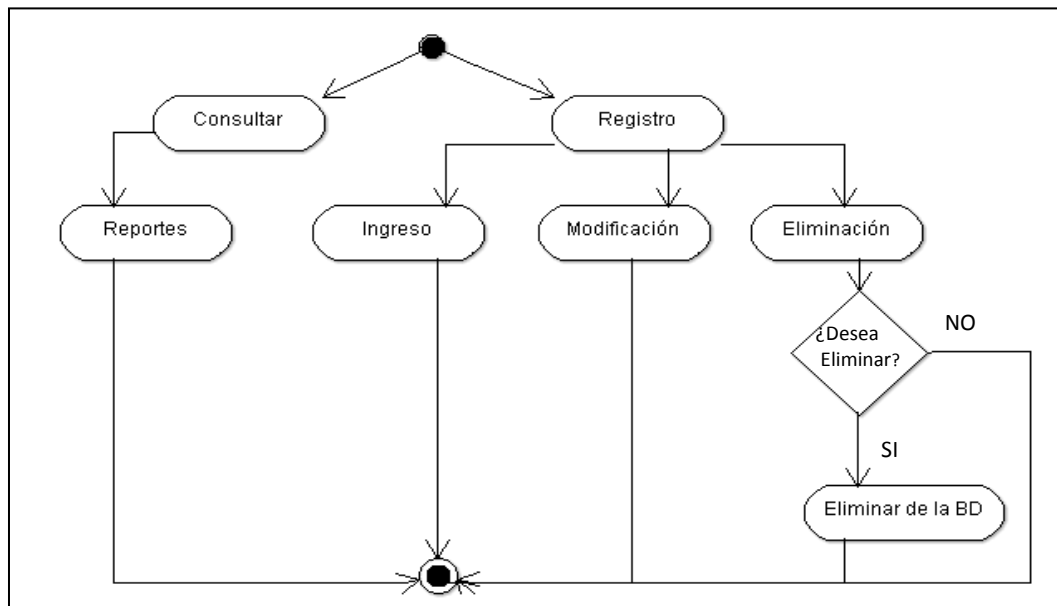 Consultar
Registro
Reportes
Ingreso
Modificación
Eliminación
¿Desea
Eliminar?
NO
SI
Eliminar de la BD